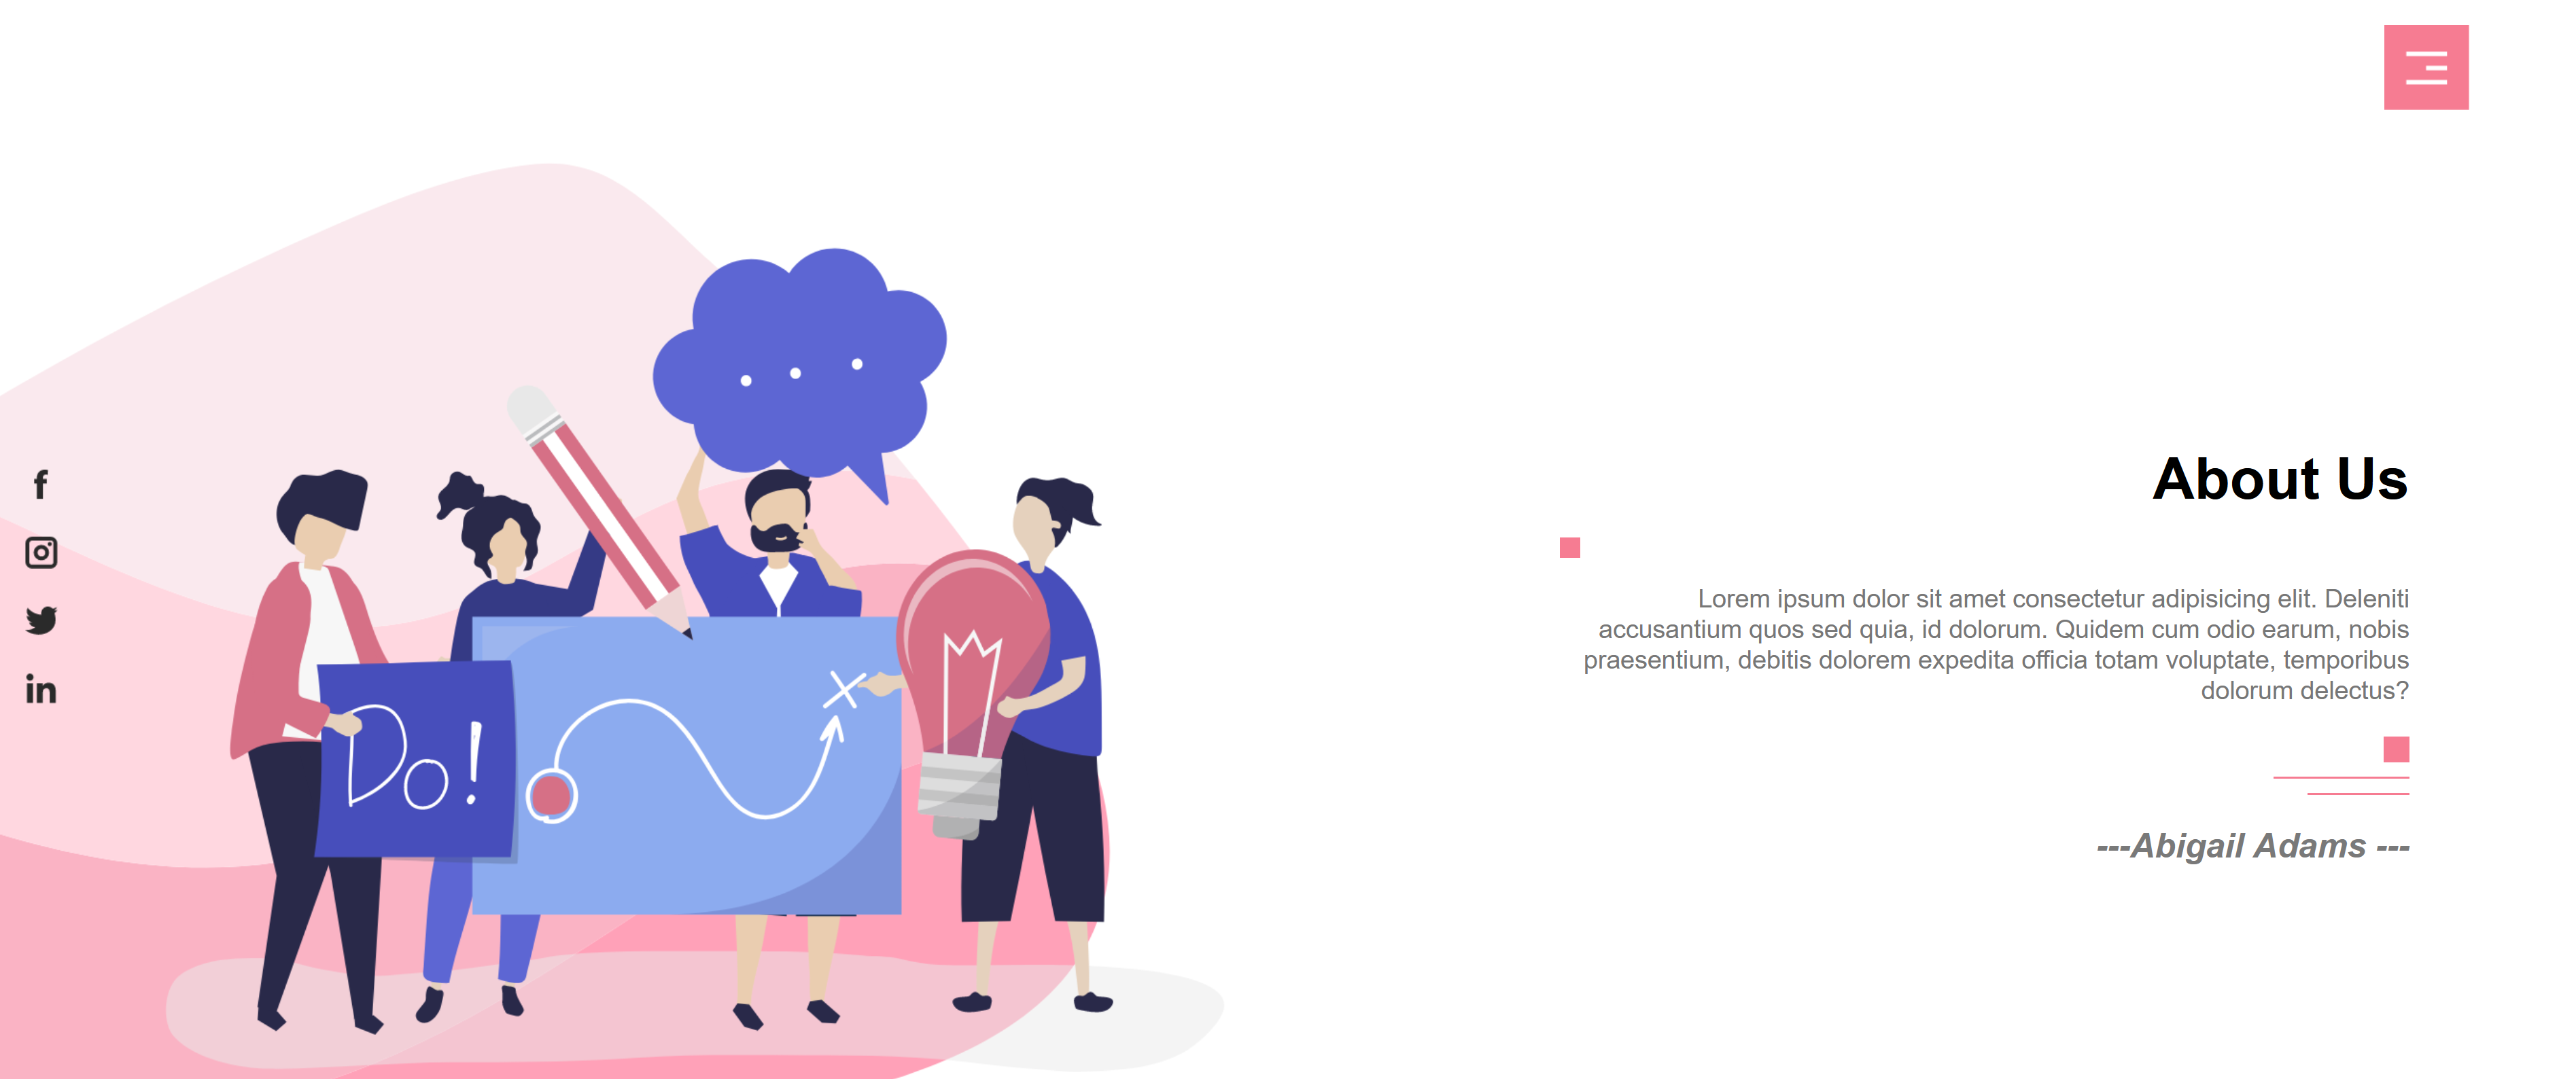 About Us
Lorem ipsum dolor sit amet consectetur adipisicing elit. Deleniti
accusantium quos sed quia, id dolorum. Quidem cum odio earum, nobis
praesentium, debitis dolorem expedita officia totam voluptate, temporibus
dolorum delectus?
---Abigail Adams ---
Do!